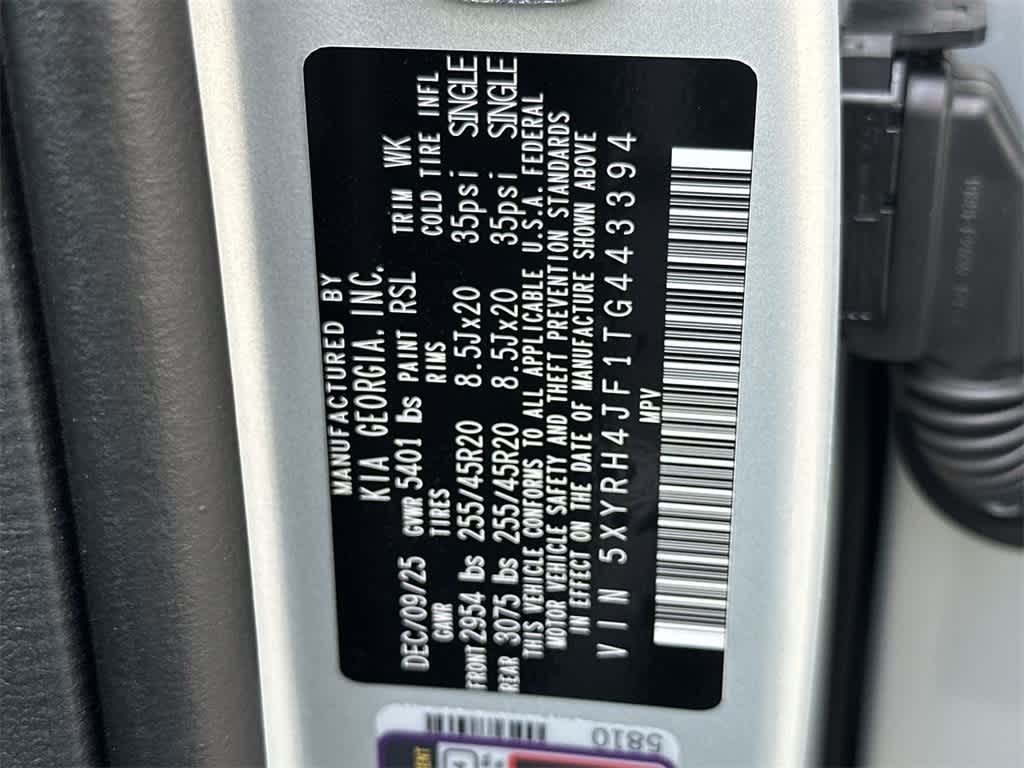 MANUFACTURED BY
KIA GEORGIA. INC.
DEC/09/25 GVWR 5401 lbs PAINT RSL TRIM WK
GAWR TIRES RIMS COLD TIRE INFL
FRONT 2954 lbs 255/45R20 8.5Jx20 35psi SINGLE
REAR 3075 lbs 255/45R20 8.5Jx20 35psi SINGLE
THIS VEHICLE CONFORMS TO ALL APPLICABLE U.S.A. FEDERAL
MOTOR VEHICLE SAFETY AND THEFT PREVENTION STANDARDS
IN EFFECT ON THE DATE OF MANUFACTURE SHOWN ABOVE
VIN 5XYRH4JF1TG443394
MPV
5810